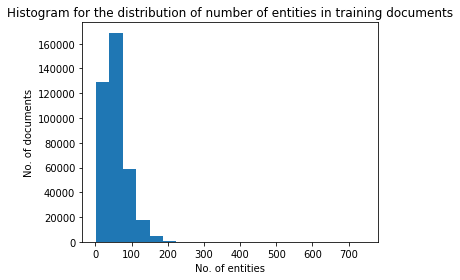 Histogram for the distribution of number of entities in training documents
No. of documents
160000
140000
120000
100000
80000
60000
40000
20000
0
0 100 200 300 400 500 600 700
No. of entities